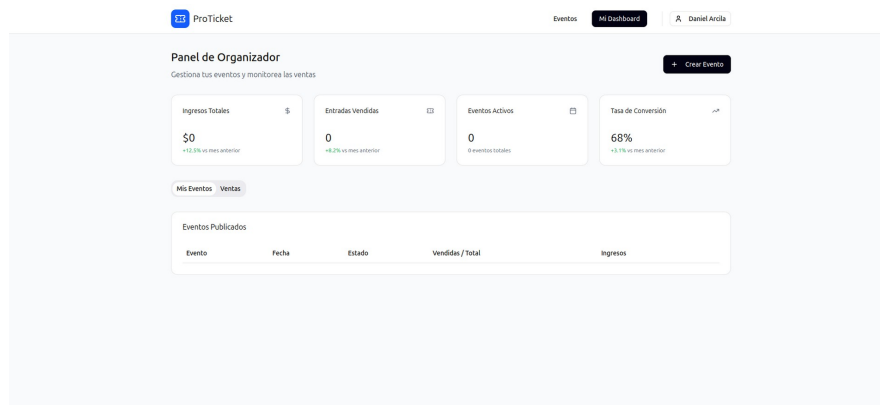 ProTicket
Eventos
Mi Dashboard
Daniel Arcila
Panel de Organizador
Gestiona tus eventos y monitorea las ventas
+ Crear Evento
Ingresos Totales
$0
+12.5% vs mes anterior
Entradas Vendidas
0
+8.2% vs mes anterior
Eventos Activos
0
0 eventos totales
Tasa de Conversión
68%
+3.1% vs mes anterior
Mis Eventos
Ventas
Eventos Publicados
Evento Fecha Estado Vendidas / Total Ingresos